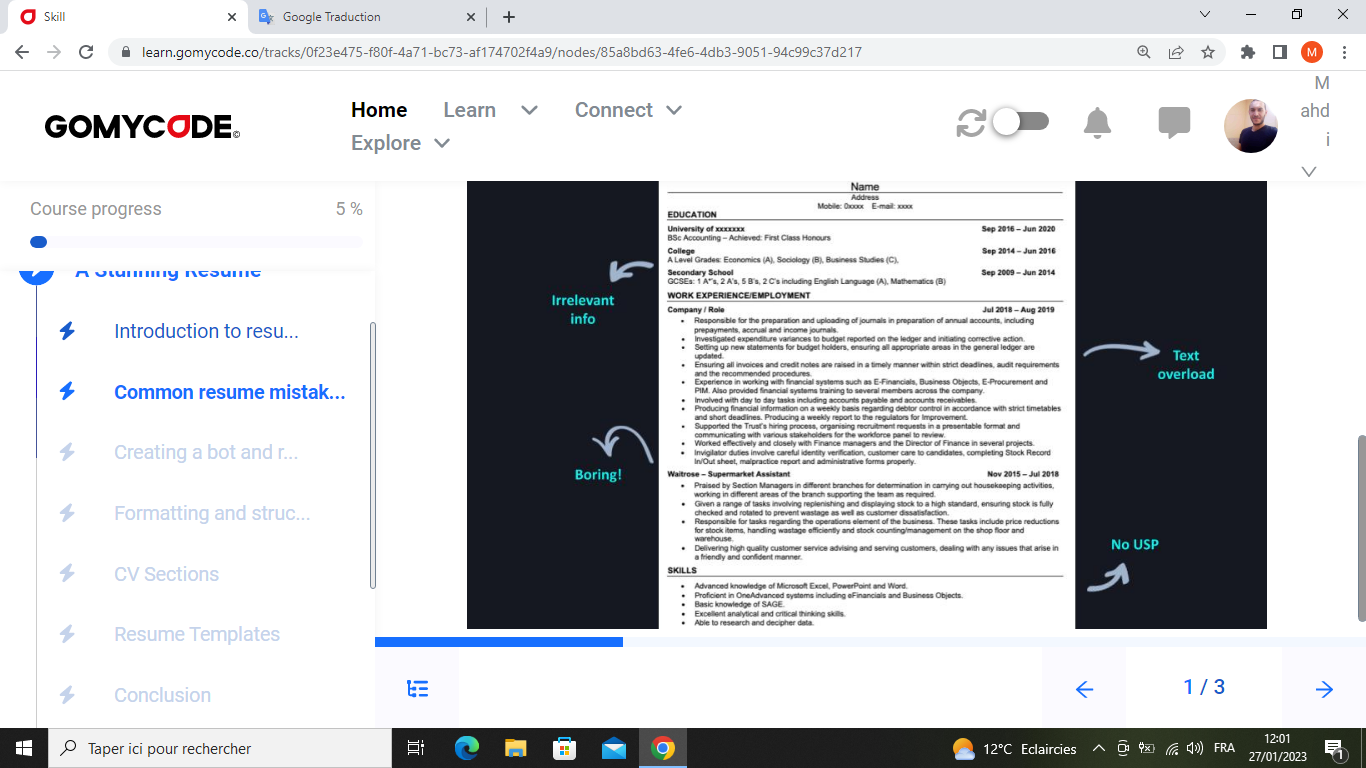 Skill
Google Traduction
learn.gomycode.co/tracks/0f23e475-f80f-4a71-bc73-af174702f4a9/nodes/85a8bd63-4fe6-4db3-9051-94c99c37d217
M
GOMYCODE
Home Learn Connect
Explore
M
ahd
i
Course progress 5 %
A Stunning Resume
Introduction to resu...
Common resume mistak...
Creating a bot and r...
Formatting and struc...
CV Sections
Resume Templates
Conclusion
Irrelevant
info
Boring!
Name
Address
Mobile: 0xxxx E-mail: xxxx
EDUCATION
University of xxxxxxx Sep 2016 – Jun 2020
BSc Accounting – Achieved: First Class Honours
College Sep 2014 – Jun 2016
A Level Grades: Economics (A), Sociology (B), Business Studies (C),
Secondary School Sep 2009 – Jun 2014
GCSEs: 1 A*'s, 2 A's, 5 B's, 2 C's including English Language (A), Mathematics (B)
WORK EXPERIENCE/EMPLOYMENT
Company / Role Jul 2018 – Aug 2019
• Responsible for the preparation and uploading of journals in preparation of annual accounts, including
prepayments, accrual and income journals.
• Investigated expenditure variances to budget reported on the ledger and initiating corrective action.
• Setting up new statements for budget holders, ensuring all appropriate areas in the general ledger are
updated.
• Ensuring all invoices and credit notes are raised in a timely manner within strict deadlines, audit requirements
and the recommended procedures.
• Experience in working with financial systems such as E-Financials, Business Objects, E-Procurement and
PIM. Also provided financial systems training to several members across the company.
• Involved with day to day tasks including accounts payable and accounts receivables.
• Producing financial information on a weekly basis regarding debtor control in accordance with strict timetables
and short deadlines. Producing a weekly report to the regulators for Improvement.
• Supported the Trust's hiring process, organising recruitment requests in a presentable format and
communicating with various stakeholders for the workforce panel to review.
• Worked effectively and closely with Finance managers and the Director of Finance in several projects.
• Invigilator duties involve careful identity verification, customer care to candidates, completing Stock Record
In/Out sheet, malpractice report and administrative forms properly.
Waitrose – Supermarket Assistant Nov 2015 – Jul 2018
• Praised by Section Managers in different branches for determination in carrying out housekeeping activities,
working in different areas of the branch supporting the team as required.
• Given a range of tasks involving replenishing and displaying stock to a high standard, ensuring stock is fully
checked and rotated to prevent wastage as well as customer dissatisfaction.
• Responsible for tasks regarding the operations element of the business. These tasks include price reductions
for stock items, handling wastage efficiently and stock counting/management on the shop floor and
warehouse.
• Delivering high quality customer service advising and serving customers, dealing with any issues that arise in
a friendly and confident manner.
SKILLS
• Advanced knowledge of Microsoft Excel, PowerPoint and Word.
• Proficient in OneAdvanced systems including eFinancials and Business Objects.
• Basic knowledge of SAGE.
• Excellent analytical and critical thinking skills.
• Able to research and decipher data.
Text
overload
No USP
1 / 3
Taper ici pour rechercher
12°C Eclaircies
FRA
12:01
27/01/2023
1